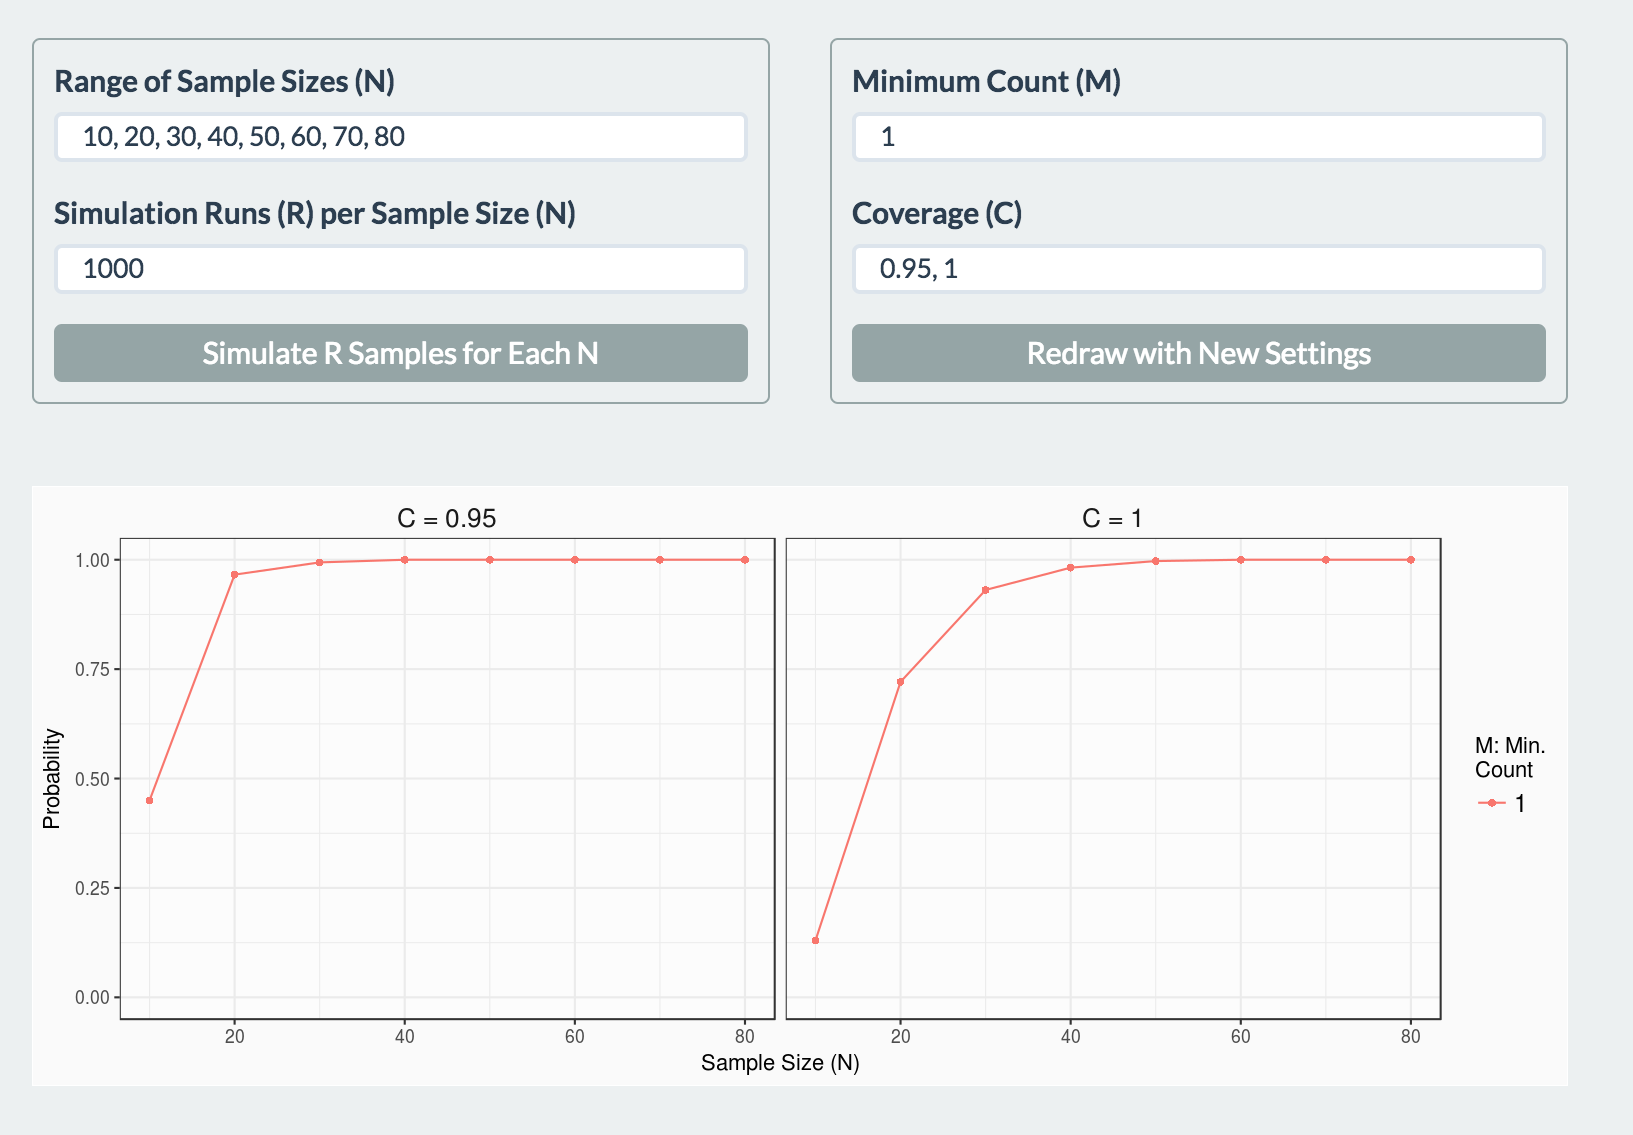 Range of Sample Sizes (N)
10, 20, 30, 40, 50, 60, 70, 80
Simulation Runs (R) per Sample Size (N)
1000
Simulate R Samples for Each N
Minimum Count (M)
1
Coverage (C)
0.95, 1
Redraw with New Settings
C = 0.95
C = 1
1.00
0.75
0.50
0.25
0.00
Probability
20 40 60 80
20 40 60 80
Sample Size (N)
M: Min.
Count
1